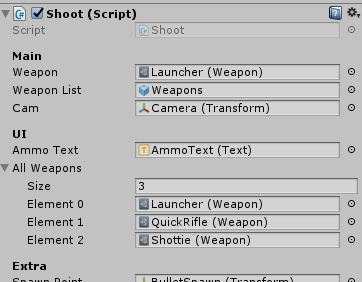 Shoot (Script)
Script Shoot
Main
Weapon Launcher (Weapon)
Weapon List Weapons
Cam Camera (Transform)
UI
Ammo Text AmmoText (Text)
All Weapons
Size 3
Element 0 Launcher (Weapon)
Element 1 QuickRifle (Weapon)
Element 2 Shottie (Weapon)
Extra
Spawn Point BulletSpawn (Transform)